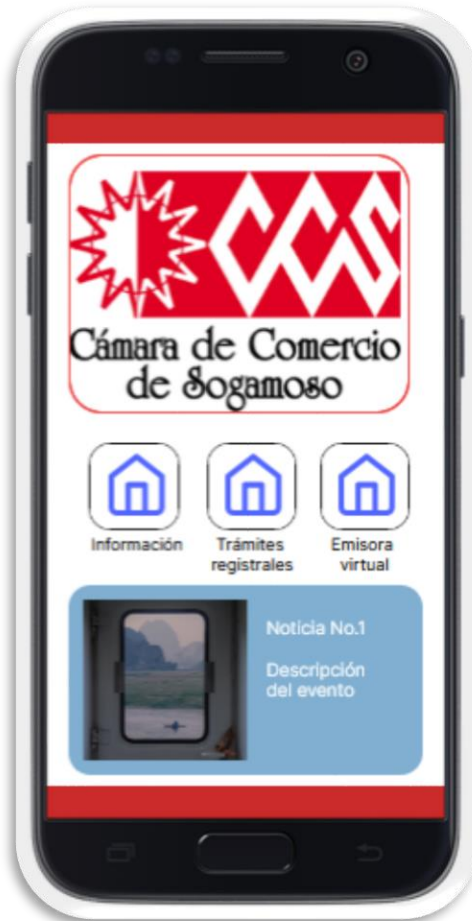 CCS
Cámara de Comercio
de Sogamoso
Información
Trámites
registrales
Emisora
virtual
Noticia No.1
Descripción
del evento